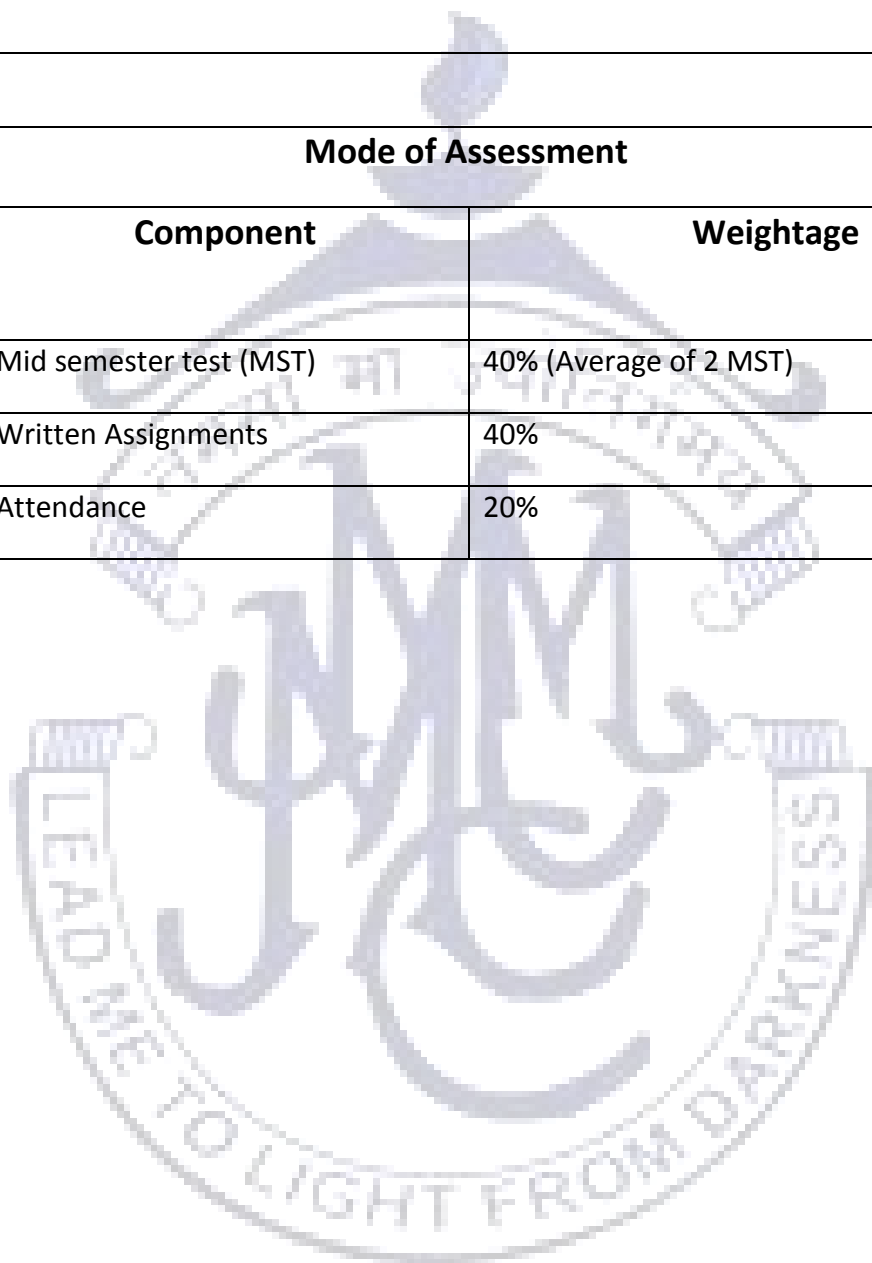 Mode of Assessment
Component Weightage
Mid semester test (MST) 40% (Average of 2 MST)
Written Assignments 40%
Attendance 20%
LEAD ME TO LIGHT FROM DARKNESS